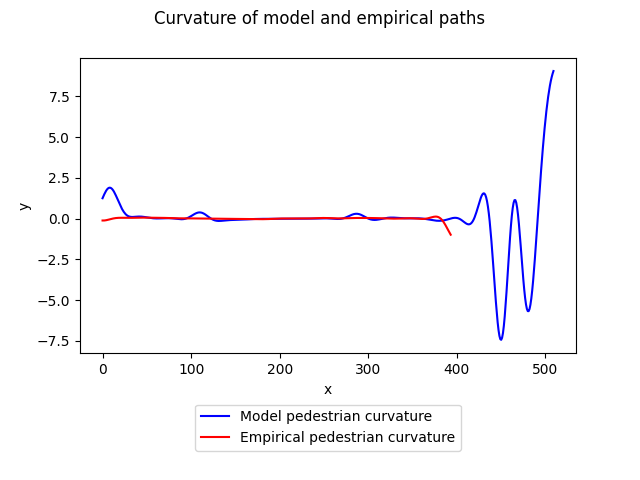 Curvature of model and empirical paths
7.5
5.0
2.5
0.0
−2.5
−5.0
−7.5
y
0 100 200 300 400 500
x
Model pedestrian curvature
Empirical pedestrian curvature